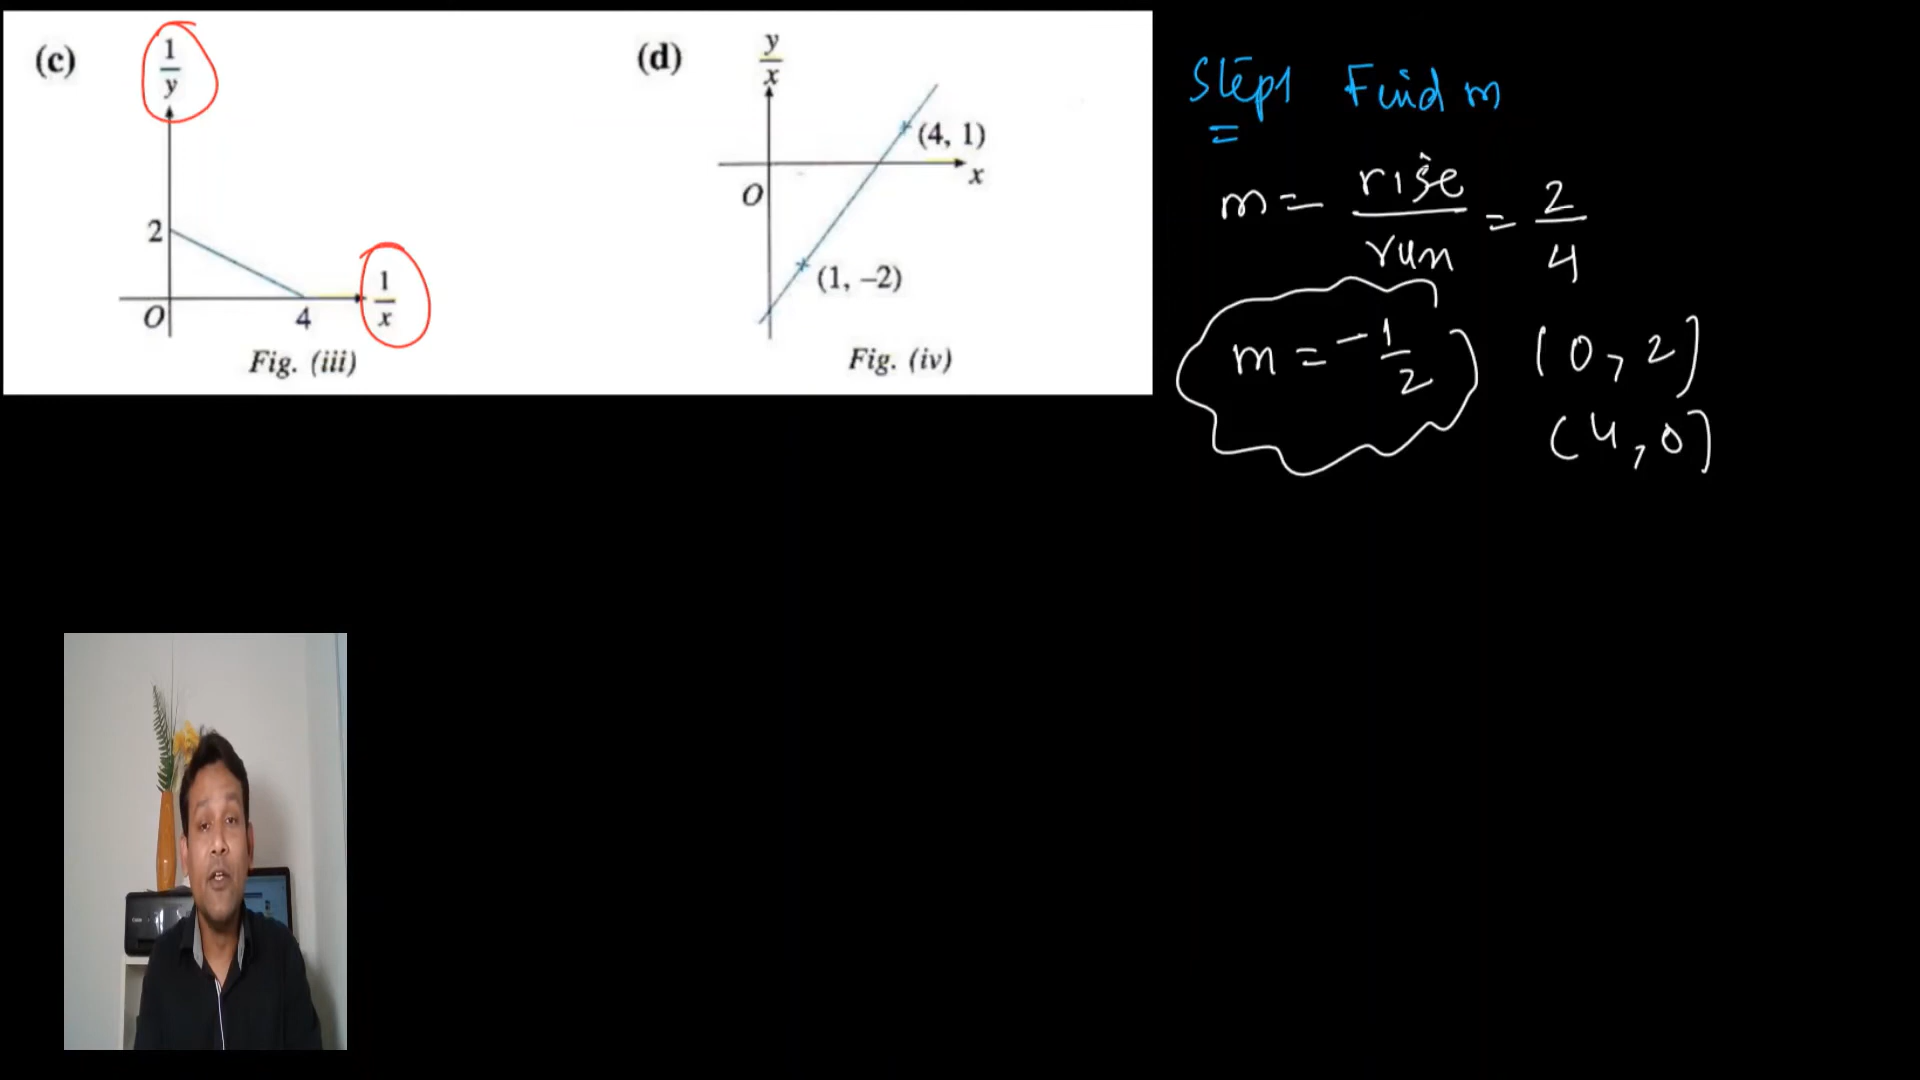 (c)
1/y
2
O
4
1/x
Fig. (iii)
(d)
y/x
(4, 1)
x
O
(1, –2)
Fig. (iv)
Step1 Find m
=
m = rise/run = 2/4
m = -1/2
(0, 2)
(4, 0)